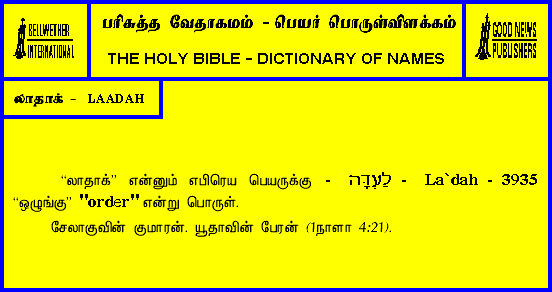 BELLWETHER
INTERNATIONAL
பரிசுத்த வேதாகமம் - பெயர் பொருள்விளக்கம்
THE HOLY BIBLE - DICTIONARY OF NAMES
GOOD NEWS
PUBLISHERS
லாதாக் - LAADAH
“லாதாக்” என்னும் எபிரெய பெயருக்கு - לַעְדָּה - La`dah - 3935
“ஒழுங்கு” "order" என்று பொருள்.
சேலாகுவின் குமாரன். யூதாவின் பேரன் (1நாளா 4:21).